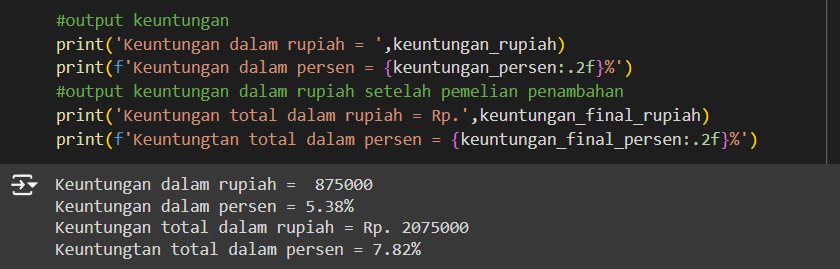 #output keuntungan
print('Keuntungan dalam rupiah = ',keuntungan_rupiah)
print(f'Keuntungan dalam persen = {keuntungan_persen:.2f}%')
#output keuntungan dalam rupiah setelah pemelian penambahan
print('Keuntungan total dalam rupiah = Rp.',keuntungan_final_rupiah)
print(f'Keuntungtan total dalam persen = {keuntungan_final_persen:.2f}%')
Keuntungan dalam rupiah =  875000
Keuntungan dalam persen = 5.38%
Keuntungan total dalam rupiah = Rp. 2075000
Keuntungtan total dalam persen = 7.82%